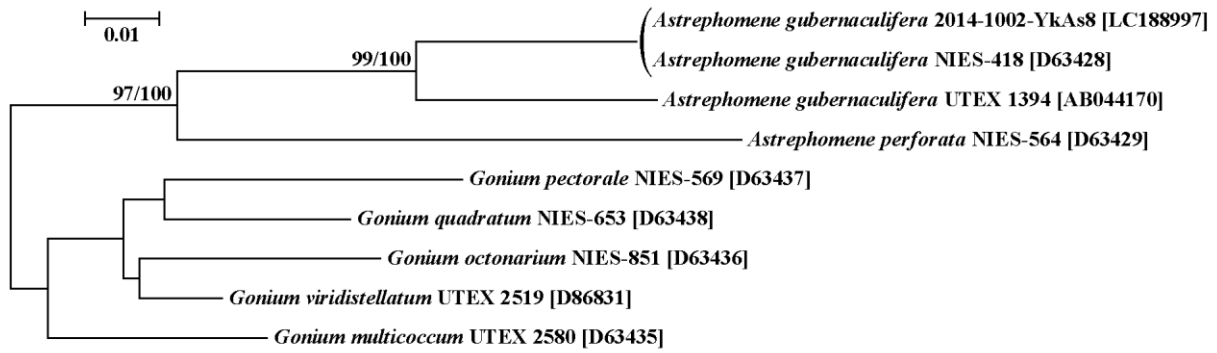 Astrephomene gubernaculifera 2014-1002-YkAs8 [LC188997]
0.01
99/100
Astrephomene gubernaculifera NIES-418 [D63428]
97/100
Astrephomene gubernaculifera UTEX 1394 [AB044170]
Astrephomene perforata NIES-564 [D63429]
Gonium pectorale NIES-569 [D63437]
Gonium quadratum NIES-653 [D63438]
Gonium octonarium NIES-851 [D63436]
Gonium viridistellatum UTEX 2519 [D86831]
Gonium multicoccum UTEX 2580 [D63435]